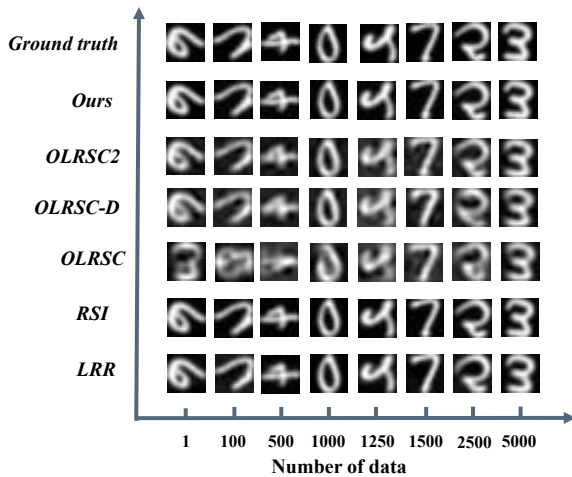 Ground truth
Ours
OLRSC2
OLRSC-D
OLRSC
RSI
LRR
1 100 500 1000 1250 1500 2500 5000
Number of data